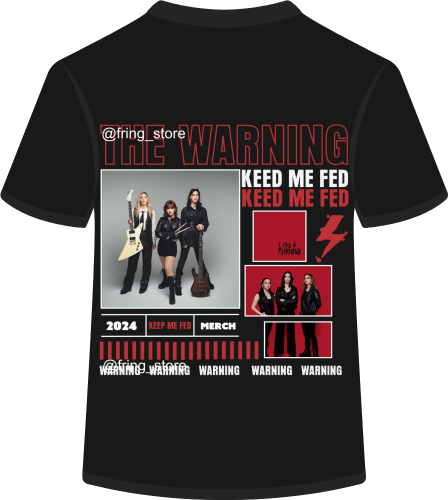 @fring_store
THE WARNING
KEED ME FED
KEED ME FED
2024 KEEP ME FED MERCH
@fring_store
WARNING WARNING WARNING WARNING WARNING